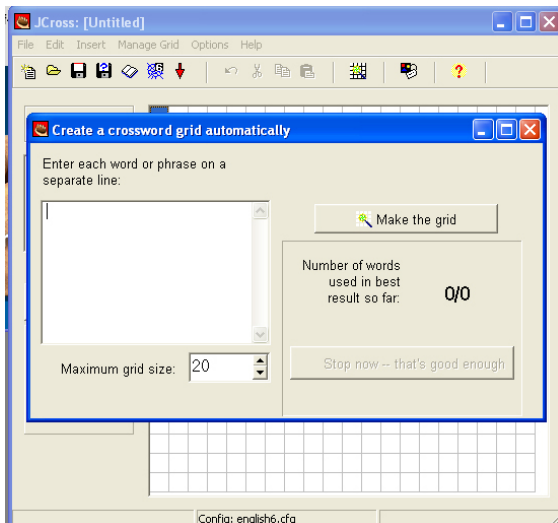 JCross: [Untitled]
File Edit Insert Manage Grid Options Help
Create a crossword grid automatically
Enter each word or phrase on a
separate line:
Make the grid
Number of words
used in best
result so far:
0/0
Maximum grid size: 20
Stop now -- that's good enough
Config: english6.cfg